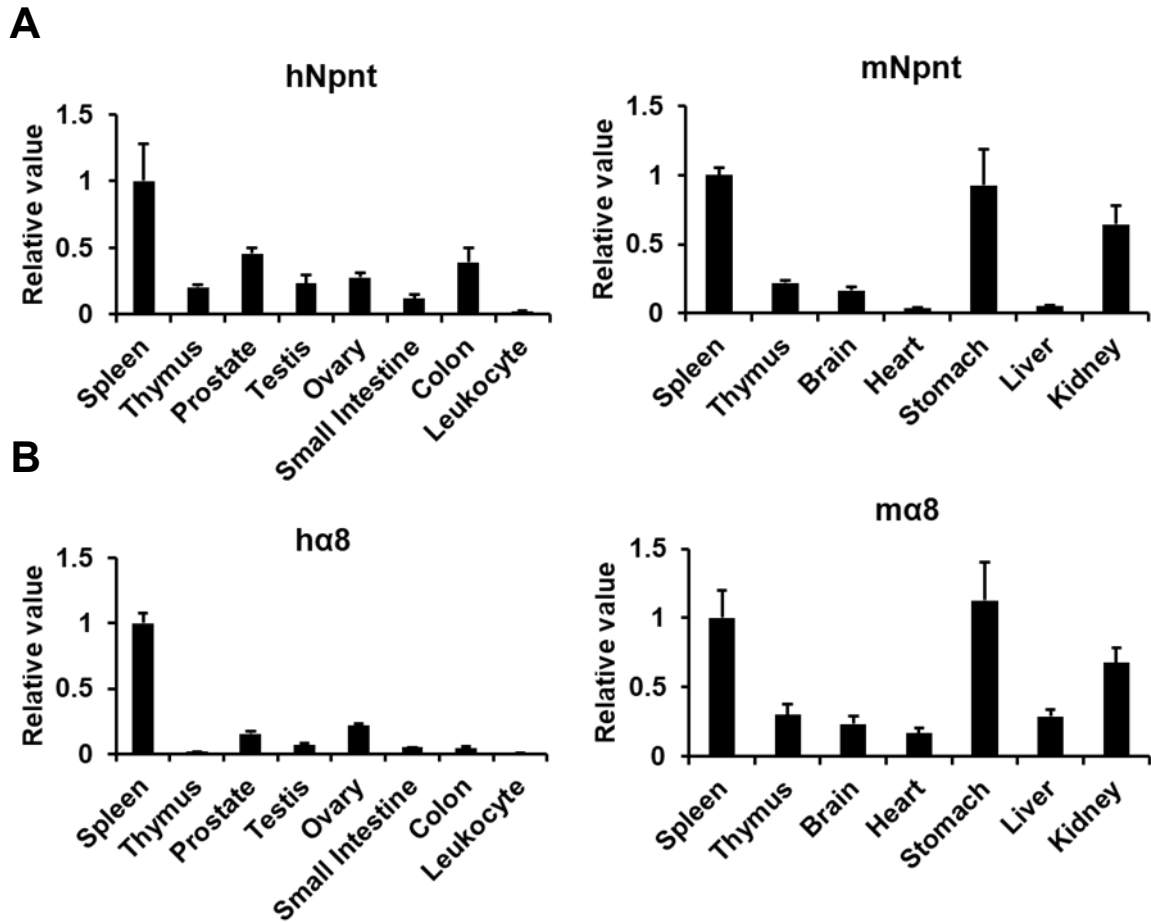 A
hNpnt
Relative value
1.5
1
0.5
0
Spleen
Thymus
Prostate
Testis
Ovary
Small Intestine
Colon
Leukocyte
mNpnt
Relative value
1.5
1
0.5
0
Spleen
Thymus
Brain
Heart
Stomach
Liver
Kidney
B
hα8
Relative value
1.5
1
0.5
0
Spleen
Thymus
Prostate
Testis
Ovary
Small Intestine
Colon
Leukocyte
mα8
Relative value
1.5
1
0.5
0
Spleen
Thymus
Brain
Heart
Stomach
Liver
Kidney